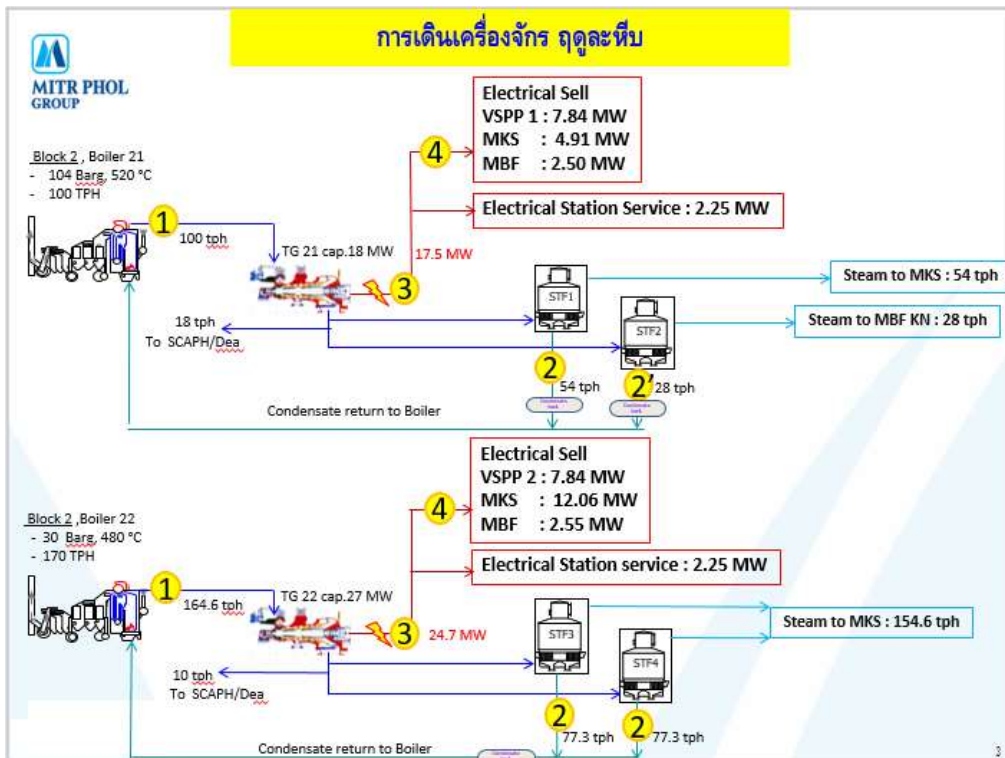 การเดินเครื่องจักร ฤดูละหีบ
MITR PHOL
GROUP
Electrical Sell
VSPP 1 : 7.84 MW
MKS : 4.91 MW
MBF : 2.50 MW
4
Block 2 , Boiler 21
- 104 Barg, 520 °C
- 100 TPH
Electrical Station Service : 2.25 MW
1
100 tph
TG 21 cap.18 MW
17.5 MW
3
STF1
Steam to MKS : 54 tph
STF2
Steam to MBF KN : 28 tph
18 tph
To SCAPH/Dea
2
54 tph
2’
28 tph
Condensate return to Boiler
Electrical Sell
VSPP 2 : 7.84 MW
MKS : 12.06 MW
MBF : 2.55 MW
4
Block 2 ,Boiler 22
- 30 Barg, 480 °C
- 170 TPH
Electrical Station service : 2.25 MW
1
164.6 tph
TG 22 cap.27 MW
24.7 MW
3
STF3
Steam to MKS : 154.6 tph
STF4
10 tph
To SCAPH/Dea
2
77.3 tph
2
77.3 tph
Condensate return to Boiler
3